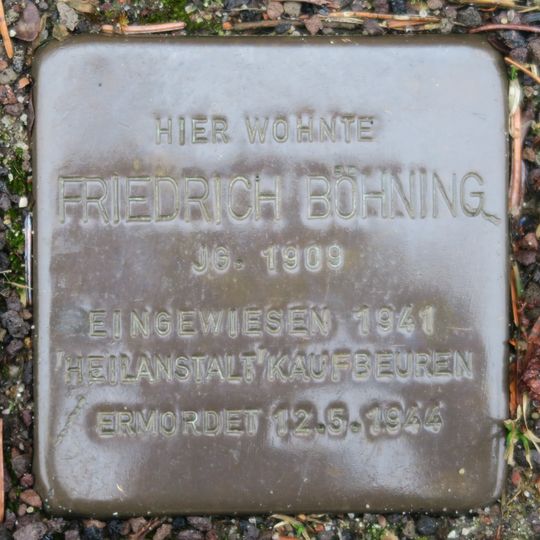 HIER WOHNTE
FRIEDRICH BÖHNING
JG. 1909
EINGEWIESEN 1941
'HEILANSTALT' KAUFBEUREN
ERMORDET 12.5.1944